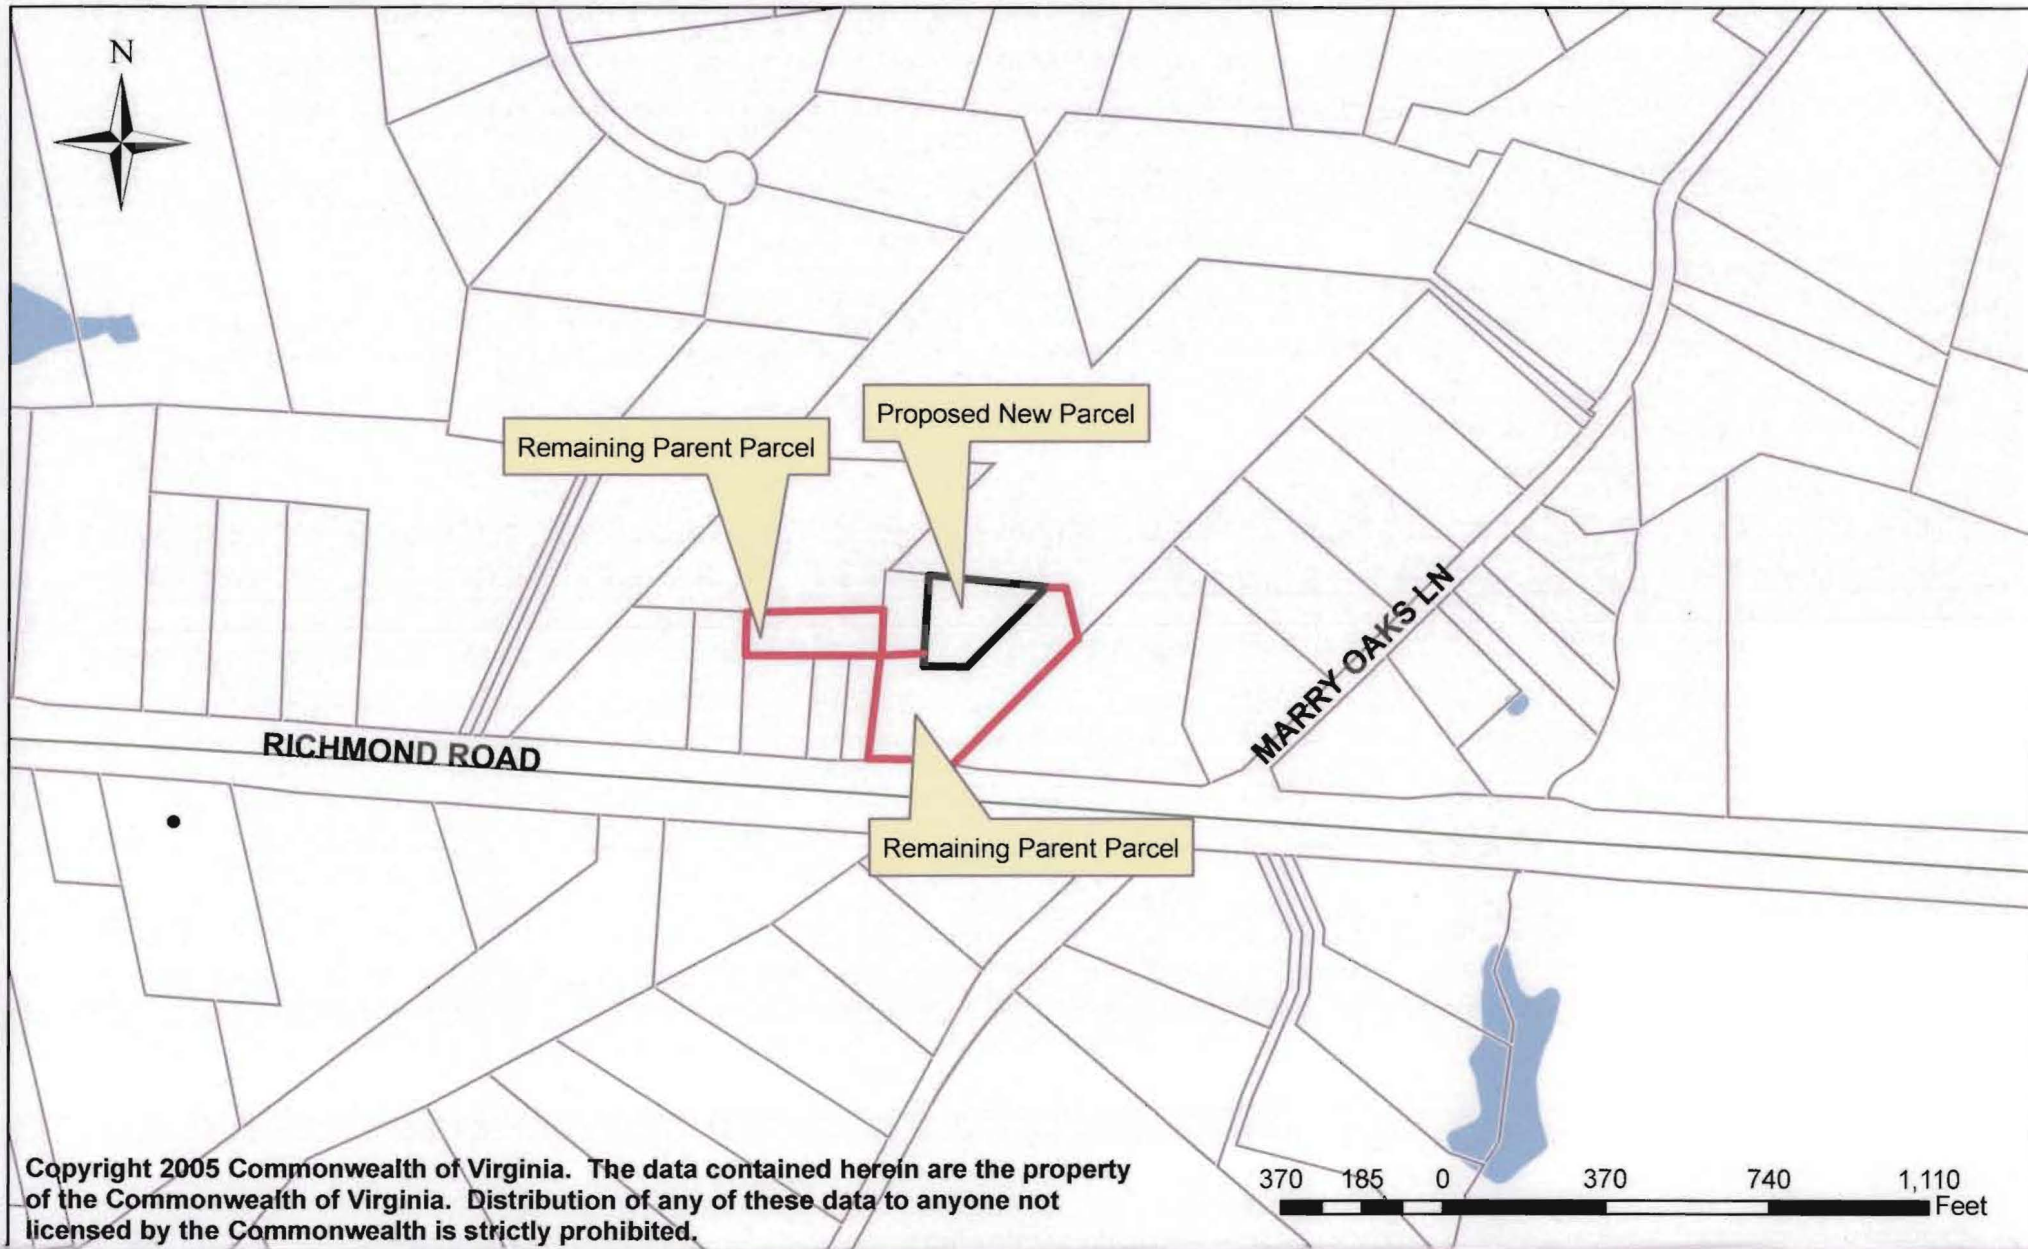 N
Proposed New Parcel
Remaining Parent Parcel
MARRY OAKS LN
RICHMOND ROAD
Remaining Parent Parcel
Copyright 2005 Commonwealth of Virginia. The data contained herein are the property
of the Commonwealth of Virginia. Distribution of any of these data to anyone not
licensed by the Commonwealth is strictly prohibited.
370 185 0 370 740 1,110
Feet